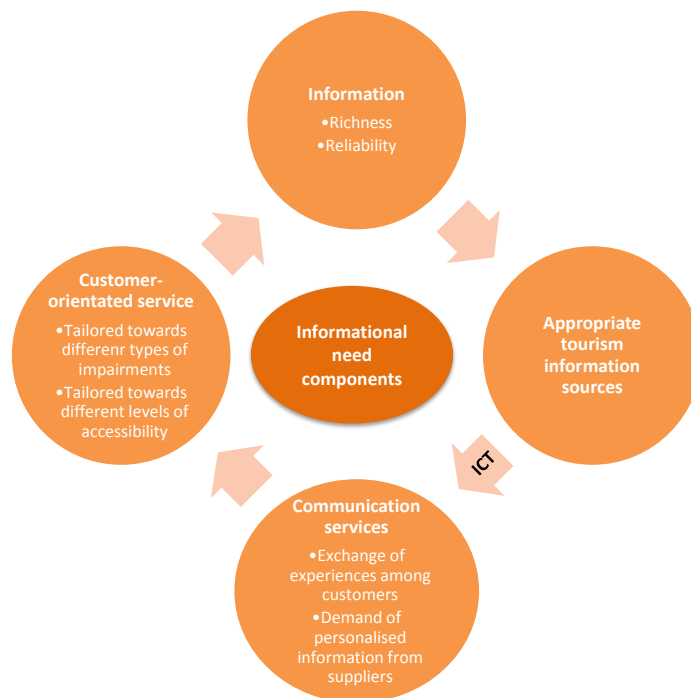 Information
•Richness
•Reliability
Customer-
orientated service
•Tailored towards
differenr types of
impairments
•Tailored towards
different levels of
accessibility
Informational
need
components
Appropriate
tourism
information
sources
ICT
Communication
services
•Exchange of
experiences among
customers
•Demand of
personalised
information from
suppliers